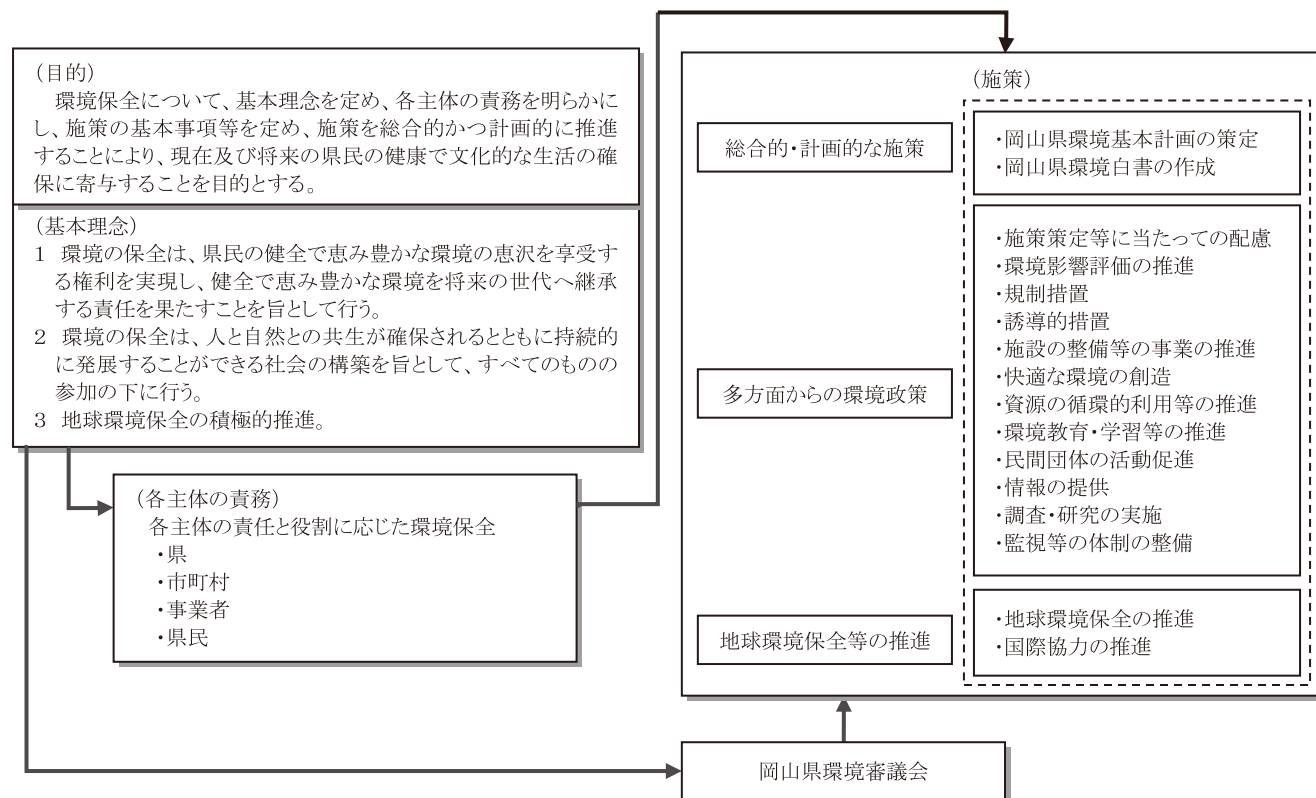 （目的）
環境保全について、基本理念を定め、各主体の責務を明らかに
し、施策の基本事項等を定め、施策を総合的かつ計画的に推進
することにより、現在及び将来の県民の健康で文化的な生活の確
保に寄与することを目的とする。
（基本理念）
1 環境の保全は、県民の健全で恵み豊かな環境の恵沢を享受す
る権利を実現し、健全で恵み豊かな環境を将来の世代へ継承
する責任を果たすことを旨として行う。
2 環境の保全は、人と自然との共生が確保されるとともに持続的
に発展することができる社会の構築を旨として、すべてのものの
参加の下に行う。
3 地球環境保全の積極的推進。
（各主体の責務）
各主体の責任と役割に応じた環境保全
・県
・市町村
・事業者
・県民
（施策）
総合的・計画的な施策
・岡山県環境基本計画の策定
・岡山県環境白書の作成
多方面からの環境政策
・施策策定等に当たっての配慮
・環境影響評価の推進
・規制措置
・誘導的措置
・施設の整備等の事業の推進
・快適な環境の創造
・資源の循環的利用等の推進
・環境教育・学習等の推進
・民間団体の活動促進
・情報の提供
・調査・研究の実施
・監視等の体制の整備
地球環境保全等の推進
・地球環境保全の推進
・国際協力の推進
岡山県環境審議会